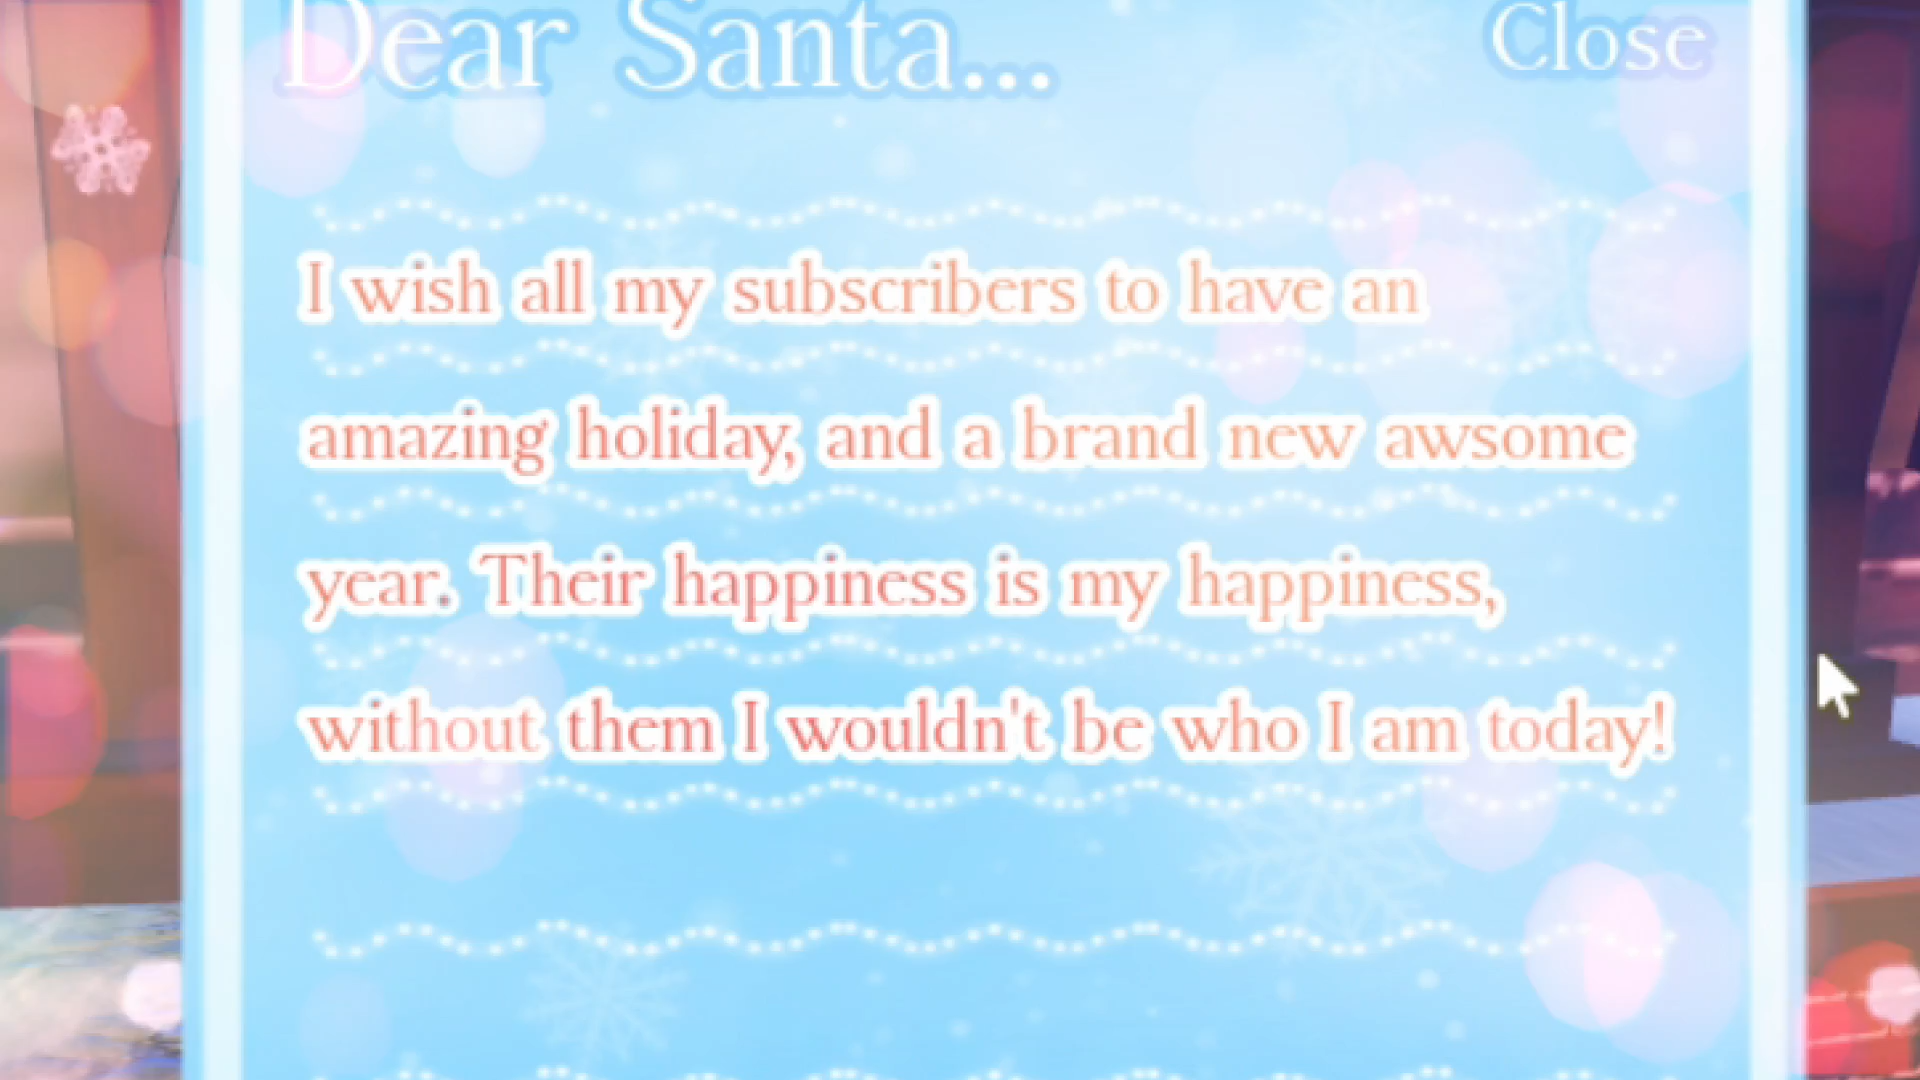 Dear Santa...
Close
I wish all my subscribers to have an
amazing holiday, and a brand new awsome
year. Their happiness is my happiness,
without them I wouldn't be who I am today!